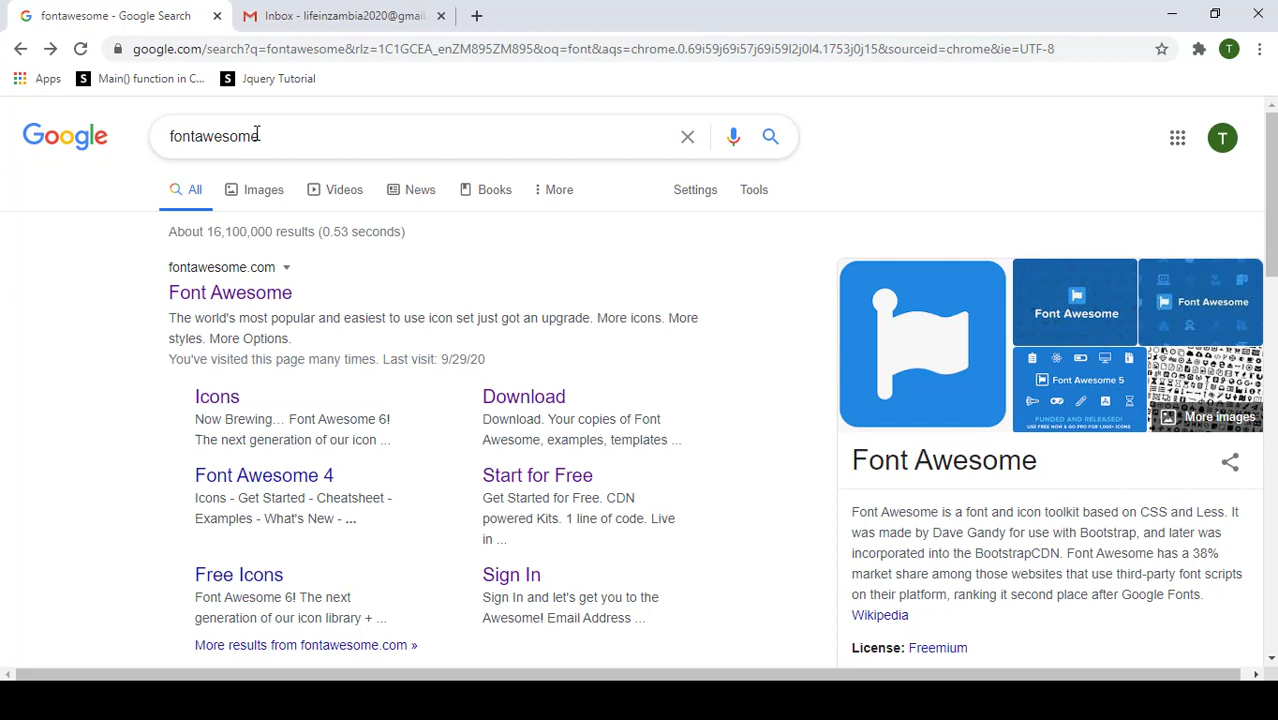 fontawesome - Google Search
Inbox - lifeinzambia2020@gmail.
google.com/search?q=fontawesome&rlz=1C1GCEA_enZM895ZM895&oq=font&aqs=chrome.0.69i59j69i57j69i59l2j0l4.1753j0j15&sourceid=chrome&ie=UTF-8
T
Apps
Main() function in C...
Jquery Tutorial
Google
fontawesome
T
All
Images
Videos
News
Books
More
Settings
Tools
About 16,100,000 results (0.53 seconds)
fontawesome.com
Font Awesome
The world's most popular and easiest to use icon set just got an upgrade. More icons. More
styles. More Options.
You've visited this page many times. Last visit: 9/29/20
Icons
Now Brewing... Font Awesome 6!
The next generation of our icon ...
Download
Download. Your copies of Font
Awesome, examples, templates ...
Font Awesome 4
Icons - Get Started - Cheatsheet -
Examples - What's New - ...
Start for Free
Get Started for Free. CDN
powered Kits. 1 line of code. Live
in ...
Free Icons
Font Awesome 6! The next
generation of our icon library + ...
Sign In
Sign In and let's get you to the
Awesome! Email Address ...
More results from fontawesome.com »
Font Awesome
Font Awesome
Font Awesome 5
FUNDED AND RELEASED!
USE FREE NOW & GO PRO FOR 1,000+ ICONS
More images
Font Awesome
Font Awesome is a font and icon toolkit based on CSS and Less. It
was made by Dave Gandy for use with Bootstrap, and later was
incorporated into the BootstrapCDN. Font Awesome has a 38%
market share among those websites that use third-party font scripts
on their platform, ranking it second place after Google Fonts.
Wikipedia
License: Freemium